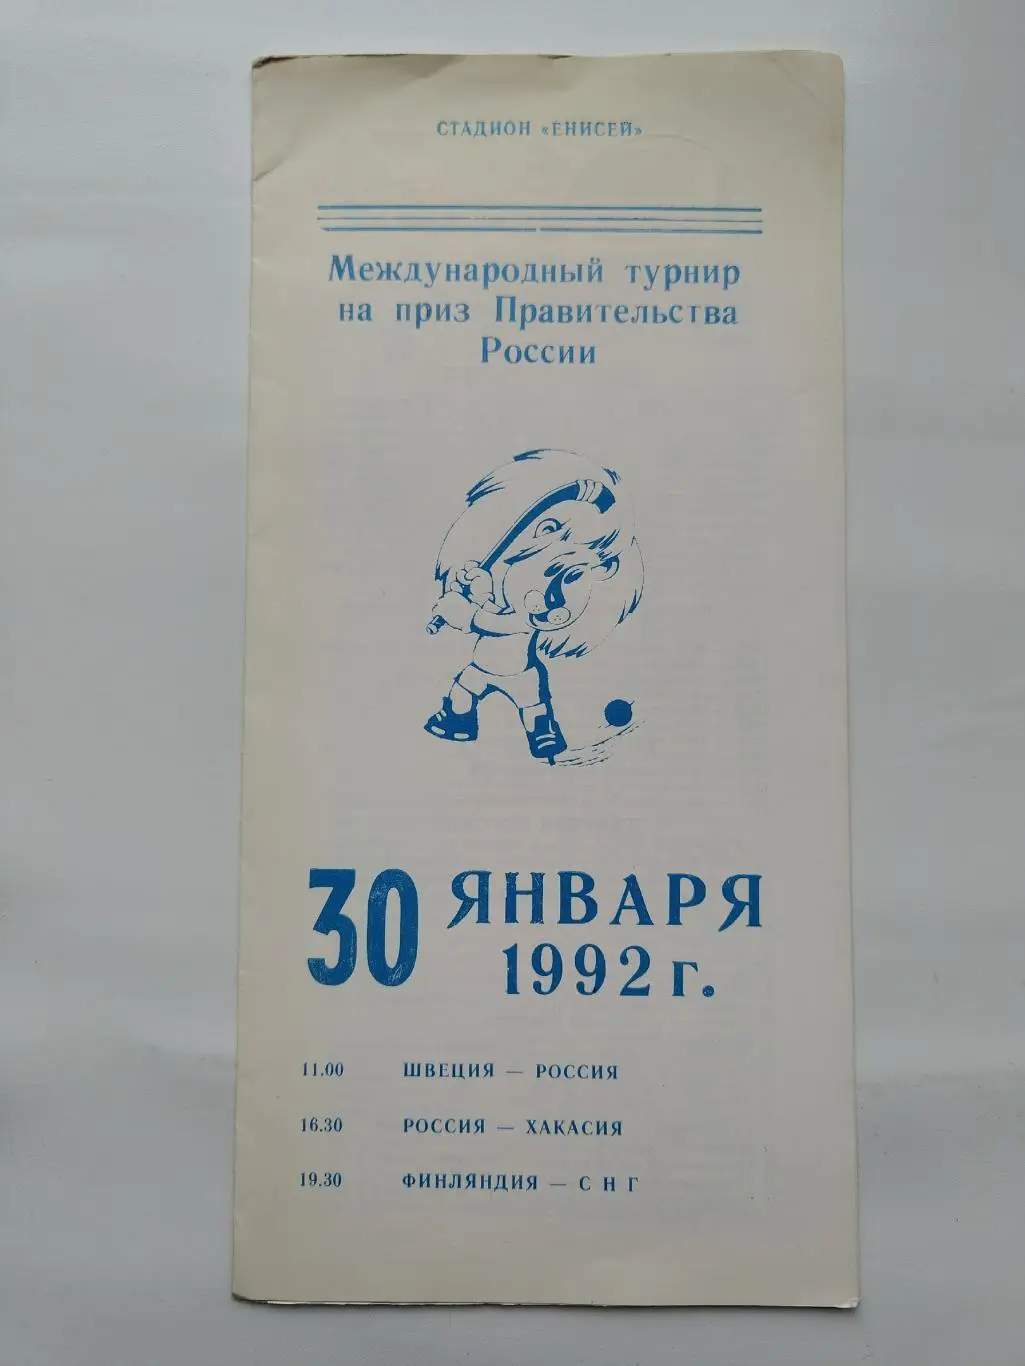 СТАДИОН «ЕНИСЕЙ»
Международный турнир
на приз Правительства
России
30 ЯНВАРЯ
1992 г.
11.00 ШВЕЦИЯ — РОССИЯ
16.30 РОССИЯ — ХАКАСИЯ
19.30 ФИНЛЯНДИЯ — С Н Г